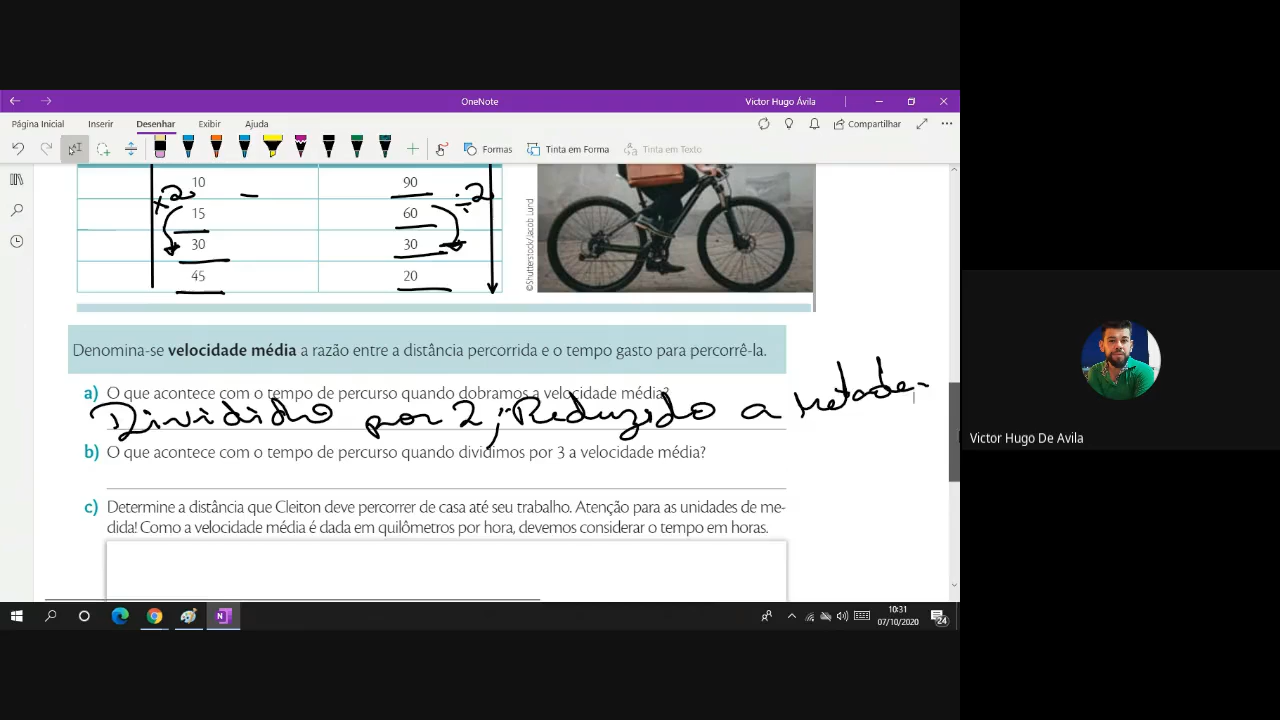 OneNote
Victor Hugo Ávila
Página Inicial Inserir Desenhar Exibir Ajuda
Compartilhar
Formas Tinta em Forma Tinta em Texto
10 90
×2 ÷2
15 60
30 30
45 20
©Shutterstock/Jacob Lund
Denomina-se velocidade média a razão entre a distância percorrida e o tempo gasto para percorrê-la.
a) O que acontece com o tempo de percurso quando dobramos a velocidade média?
Dividido por 2; Reduzido a metade.
b) O que acontece com o tempo de percurso quando dividimos por 3 a velocidade média?
c) Determine a distância que Cleiton deve percorrer de casa até seu trabalho. Atenção para as unidades de me-
dida! Como a velocidade média é dada em quilômetros por hora, devemos considerar o tempo em horas.
Victor Hugo De Avila
10:31
07/10/2020
24